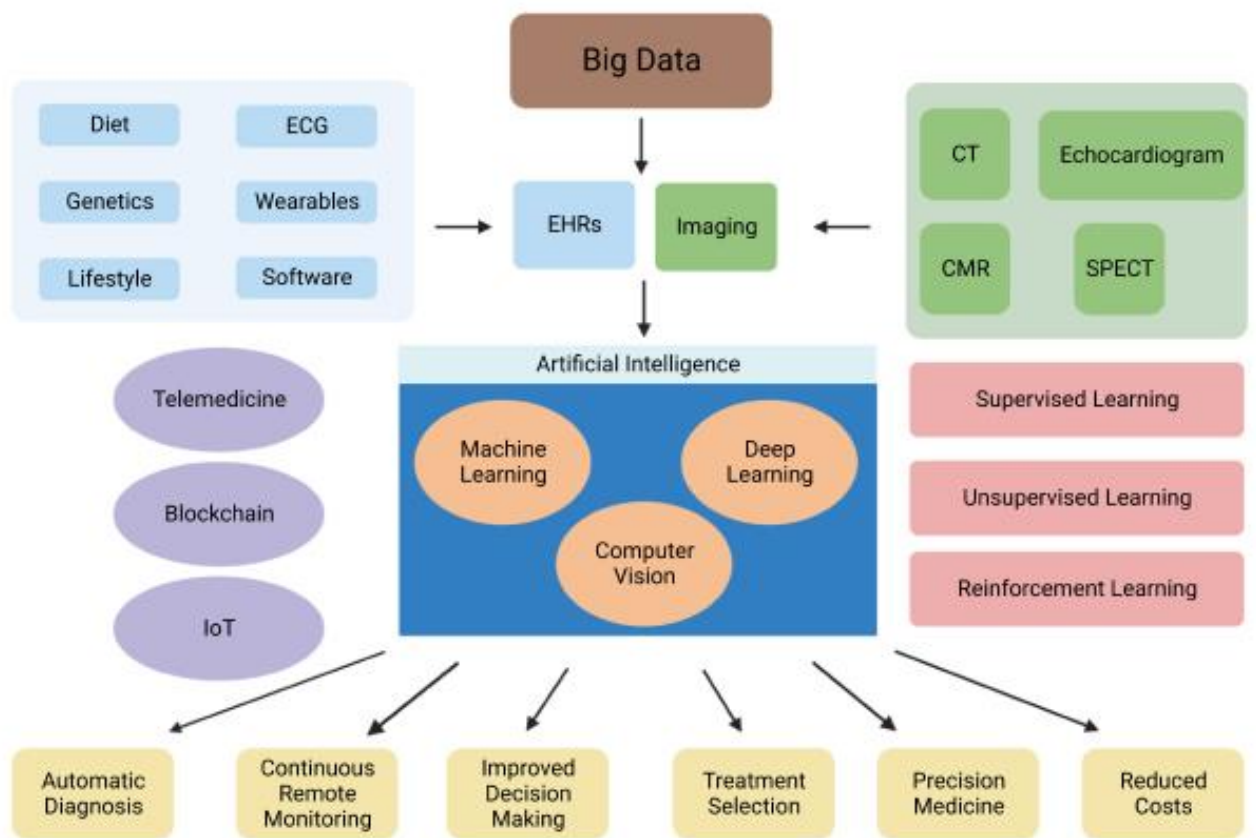 Big Data
Diet
ECG
Genetics
Wearables
Lifestyle
Software
EHRs
Imaging
CT
Echocardiogram
CMR
SPECT
Artificial Intelligence
Machine
Learning
Deep
Learning
Computer
Vision
Telemedicine
Blockchain
IoT
Supervised Learning
Unsupervised Learning
Reinforcement Learning
Automatic
Diagnosis
Continuous
Remote
Monitoring
Improved
Decision
Making
Treatment
Selection
Precision
Medicine
Reduced
Costs